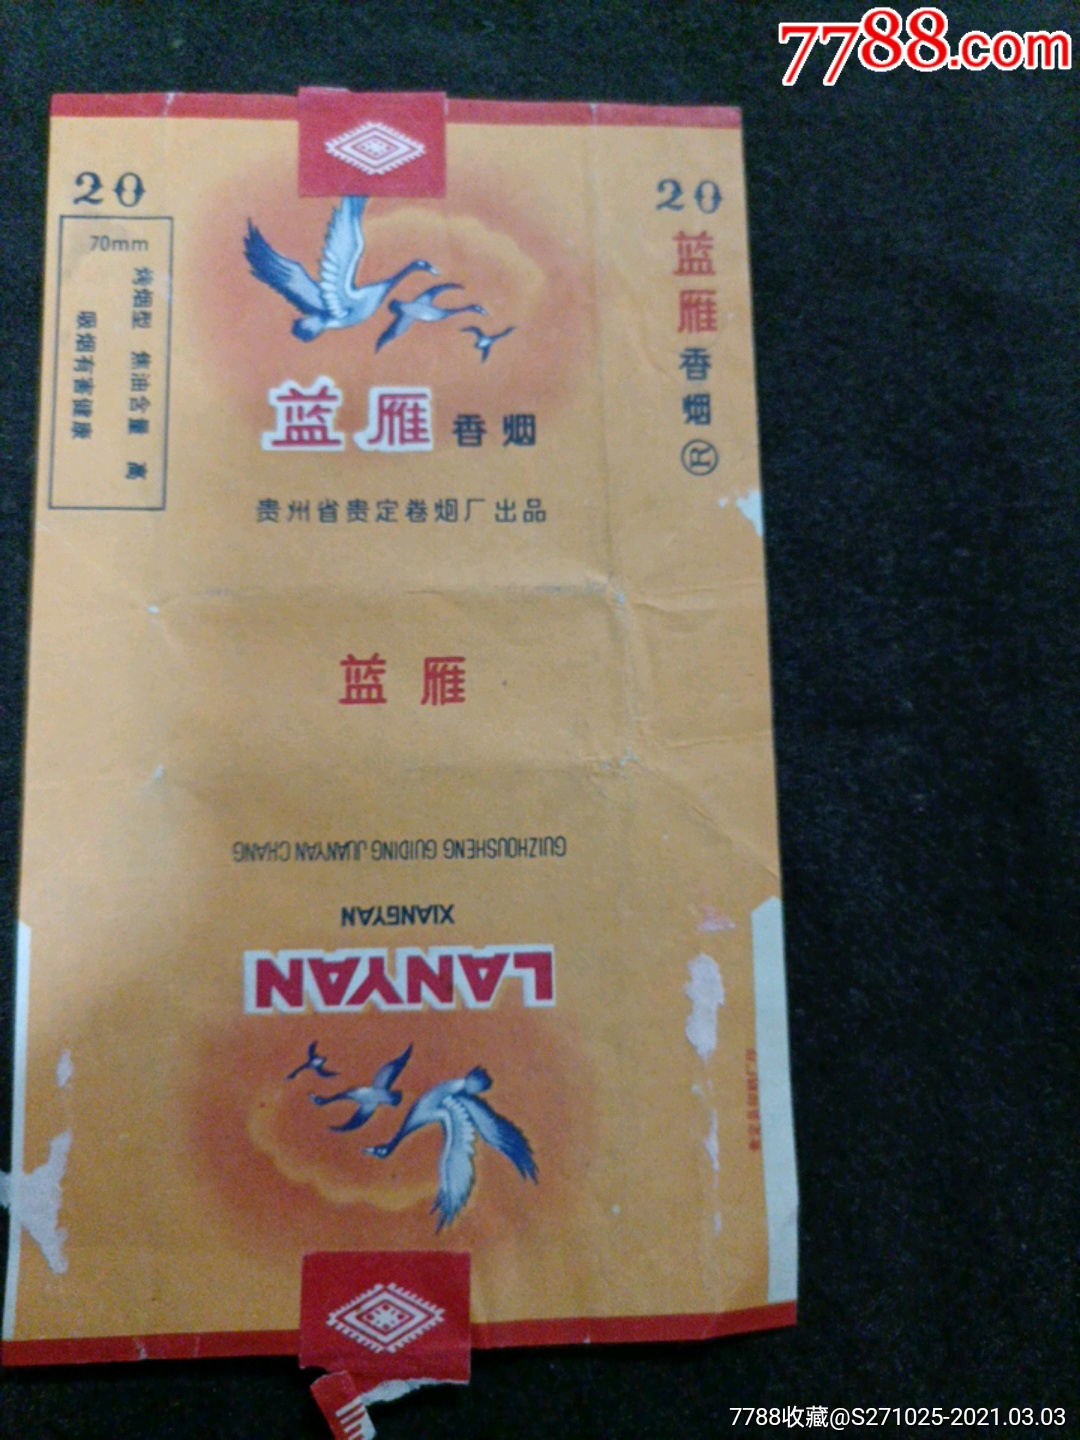 7788.com
20
70mm
烤烟型 焦油含量 高
吸烟有害健康
蓝雁香烟
贵州省贵定卷烟厂出品
20
蓝雁香烟®
蓝雁
GUIZHOUSHENG GUIDING JUANYAN CHANG
XIANGYAN
LANYAN
7788收藏@S271025-2021.03.03